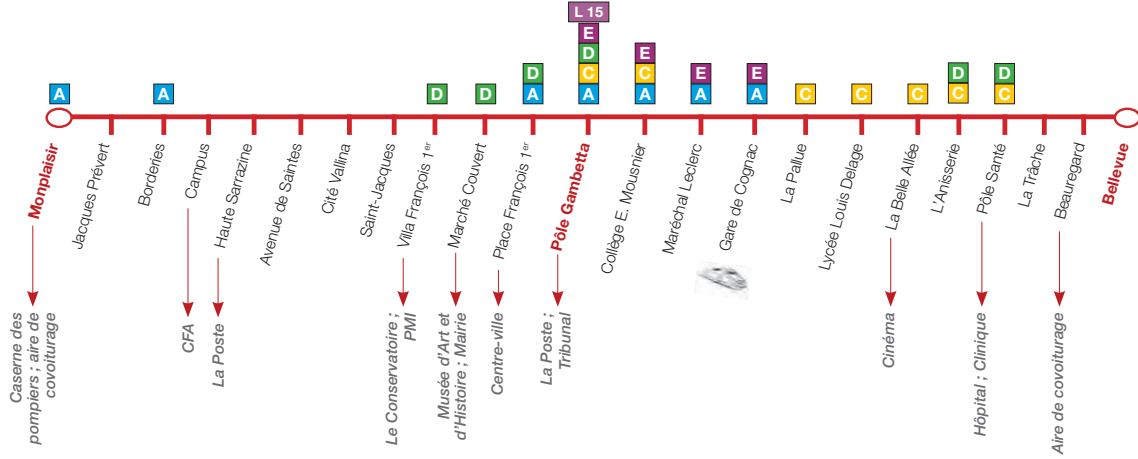 L 15
E
D
C
A
E
C
A
E
A
E
A
D
A
D
D
A
A
C
C
C
D
C
D
C
Monplaisir
Jacques Prévert
Borderies
Campus
Haute Sarrazine
Avenue de Saintes
Cité Vallina
Saint-Jacques
Villa François 1er
Marché Couvert
Place François 1er
Pôle Gambetta
Collège E. Mousnier
Maréchal Leclerc
Gare de Cognac
La Pallue
Lycée Louis Delage
La Belle Allée
L'Anisserie
Pôle Santé
La Trâche
Beauregard
Bellevue
Caserne des
pompiers ; aire de
covoiturage
CFA
La Poste
Le Conservatoire ;
PMI
Musée d'Art et
d'Histoire ; Mairie
Centre-ville
La Poste ;
Tribunal
Cinéma
Hôpital ; Clinique
Aire de covoiturage